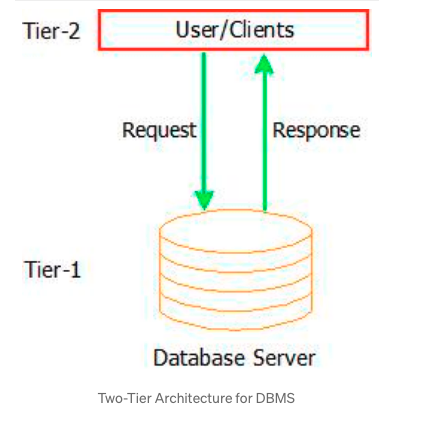 Tier-2
User/Clients
Request
Response
Tier-1
Database Server
Two-Tier Architecture for DBMS